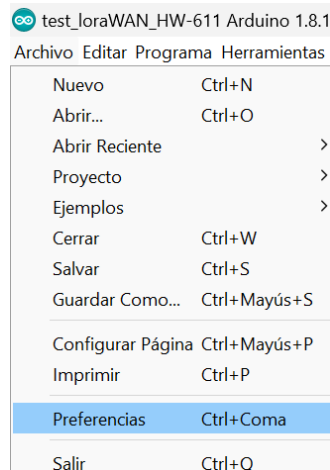 test_loraWAN_HW-611 Arduino 1.8.1
Archivo Editar Programa Herramientas
Nuevo Ctrl+N
Abrir... Ctrl+O
Abrir Reciente >
Proyecto >
Ejemplos >
Cerrar Ctrl+W
Salvar Ctrl+S
Guardar Como... Ctrl+Mayús+S
Configurar Página Ctrl+Mayús+P
Imprimir Ctrl+P
Preferencias Ctrl+Coma
Salir Ctrl+Q